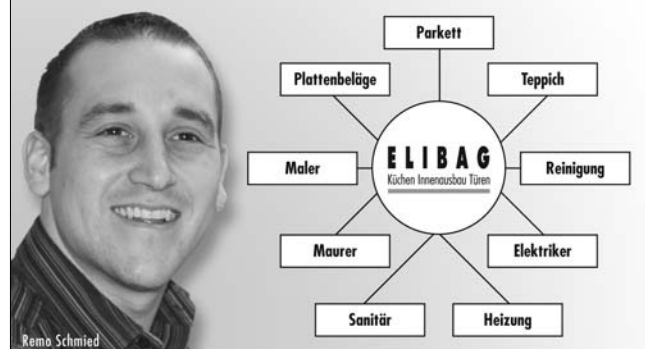 Parkett
Plattenbeläge
Teppich
ELIBAG
Küchen Innenausbau Türen
Maler
Reinigung
Maurer
Elektriker
Sanitär
Heizung
Remo Schmied